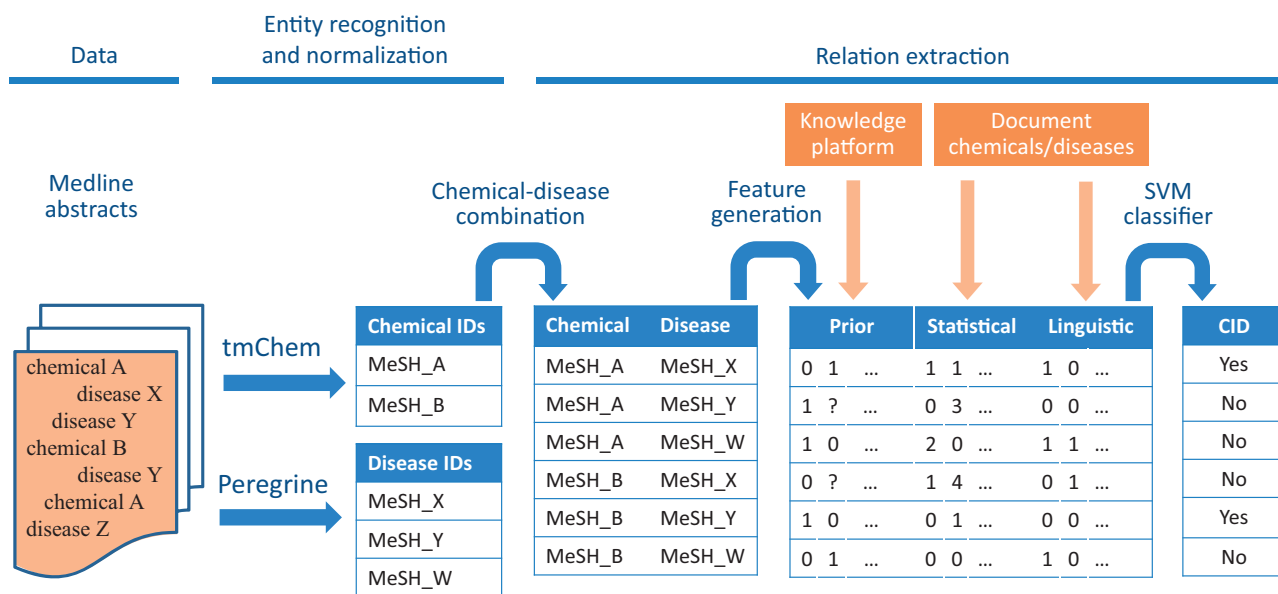 Data
Entity recognition
and normalization
Relation extraction
Knowledge
platform
Document
chemicals/diseases
Medline
abstracts
Chemical-disease
combination
Feature
generation
SVM
classifier
chemical A
disease X
disease Y
chemical B
disease Y
chemical A
disease Z
tmChem
Peregrine
Chemical IDs
MeSH_A
MeSH_B
Disease IDs
MeSH_X
MeSH_Y
MeSH_W
Chemical Disease
MeSH_A MeSH_X
MeSH_A MeSH_Y
MeSH_A MeSH_W
MeSH_B MeSH_X
MeSH_B MeSH_Y
MeSH_B MeSH_W
Prior Statistical Linguistic
0 1 ... 1 1 ... 1 0 ...
1 ? ... 0 3 ... 0 0 ...
1 0 ... 2 0 ... 1 1 ...
0 ? ... 1 4 ... 0 1 ...
1 0 ... 0 1 ... 0 0 ...
0 1 ... 0 0 ... 1 0 ...
CID
Yes
No
No
No
Yes
No